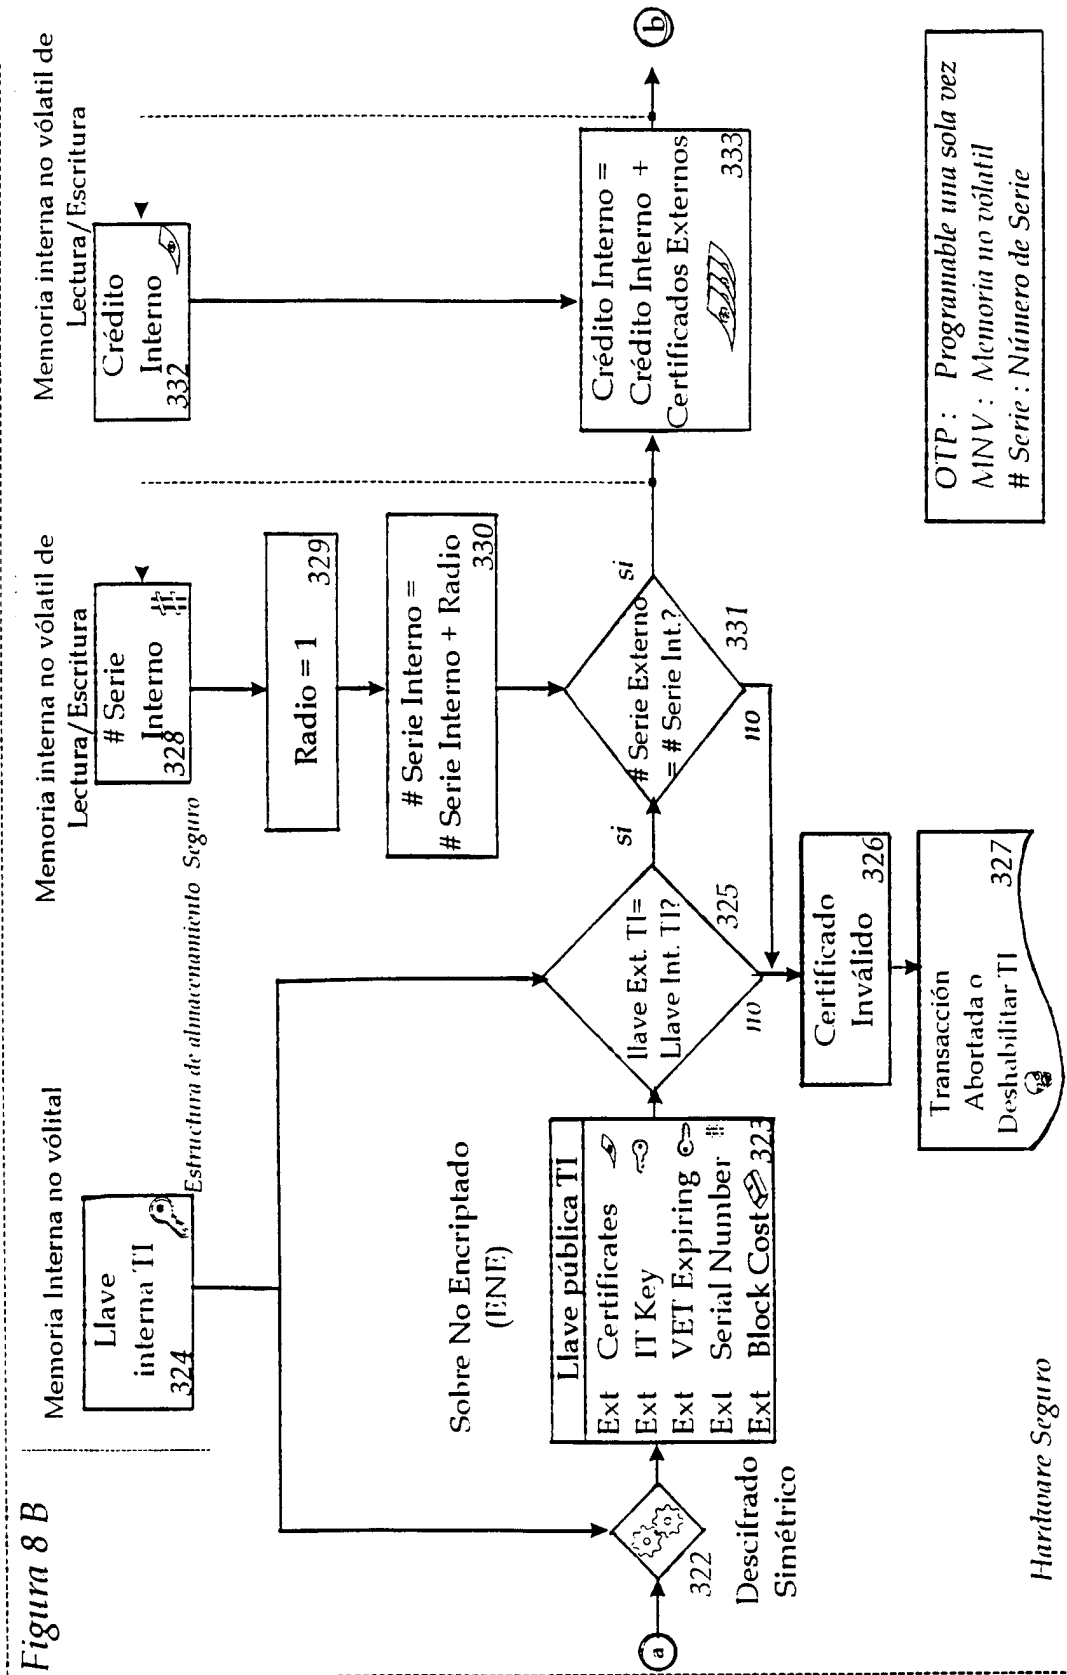 Figura 8 B
Memoria Interna no vólital
Llave
interna TI
324
Estructura de almacenamiento Seguro
Memoria interna no vólatil de
Lectura/Escritura
# Serie
Interno
328
Radio = 1
329
# Serie Interno =
# Serie Interno + Radio
330
Memoria interna no vólatil de
Lectura/Escritura
Crédito
Interno
332
a
322
Descifrado
Simétrico
Sobre No Encriptado
(ENE)
Llave pública TI
Ext Certificates
Ext IT Key
Ext VET Expiring
Ext Serial Number
Ext Block Cost
323
llave Ext. TI=
Llave Int. TI?
325
si
no
# Serie Externo
= # Serie Int.?
331
si
no
Crédito Interno =
Crédito Interno +
Certificados Externos
333
b
Certificado
Inválido
326
Transacción
Abortada o
Deshabilitar TI
327
OTP : Programable una sola vez
MNV : Memoria no vólatil
# Serie : Número de Serie
Hardware Seguro